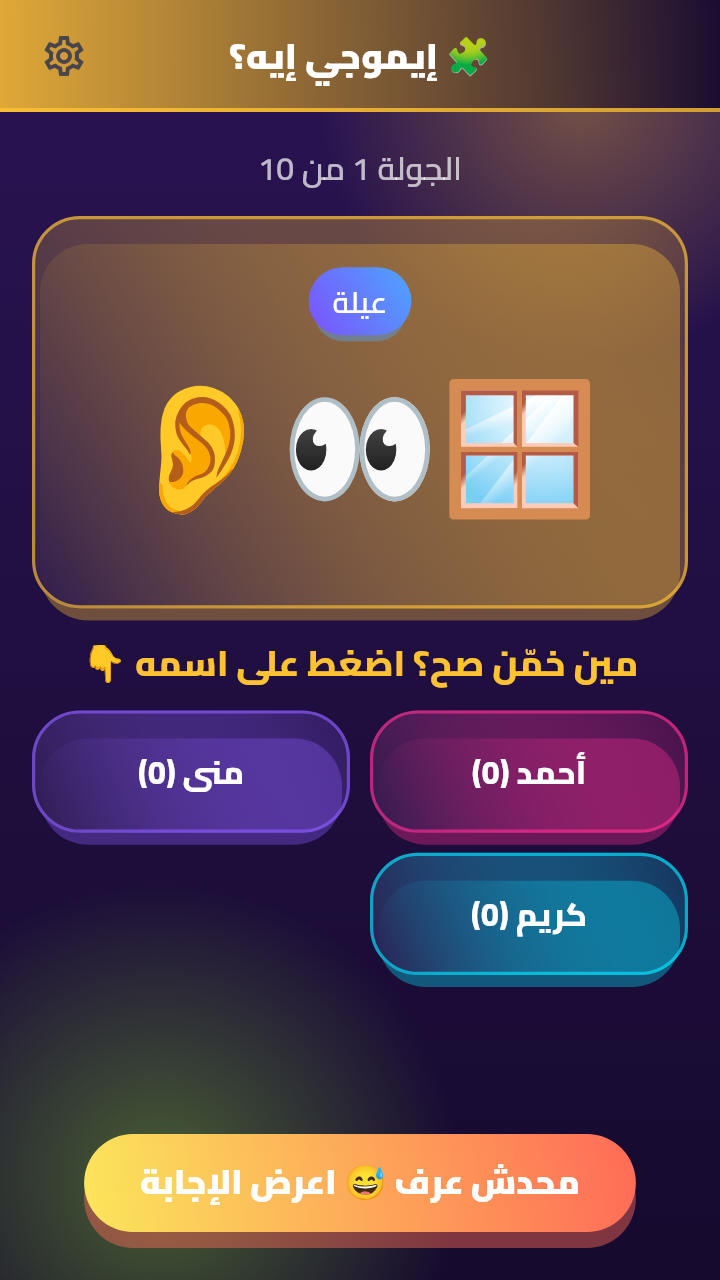 🧩 إيموجي إيه؟
الجولة 1 من 10
عيلة
🪟👀👂
مين خمّن صح؟ اضغط على اسمه 👇
أحمد (0)
منى (0)
كريم (0)
محدش عرف 😅 اعرض الإجابة